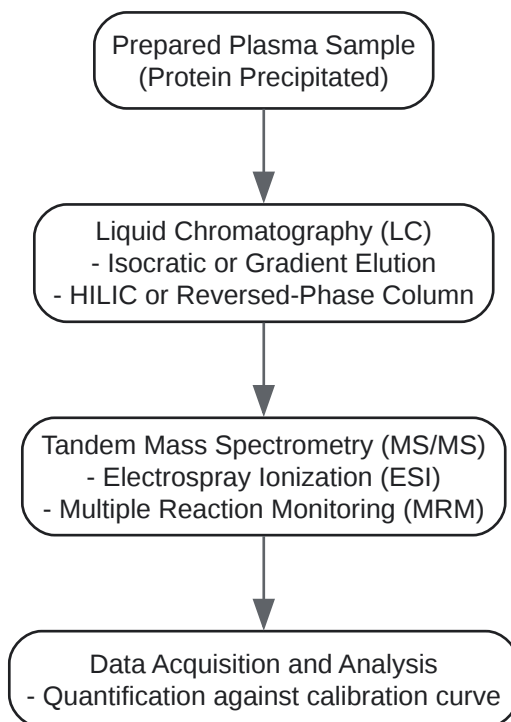 Prepared Plasma Sample
(Protein Precipitated)
Liquid Chromatography (LC)
- Isocratic or Gradient Elution
- HILIC or Reversed-Phase Column
Tandem Mass Spectrometry (MS/MS)
- Electrospray Ionization (ESI)
- Multiple Reaction Monitoring (MRM)
Data Acquisition and Analysis
- Quantification against calibration curve